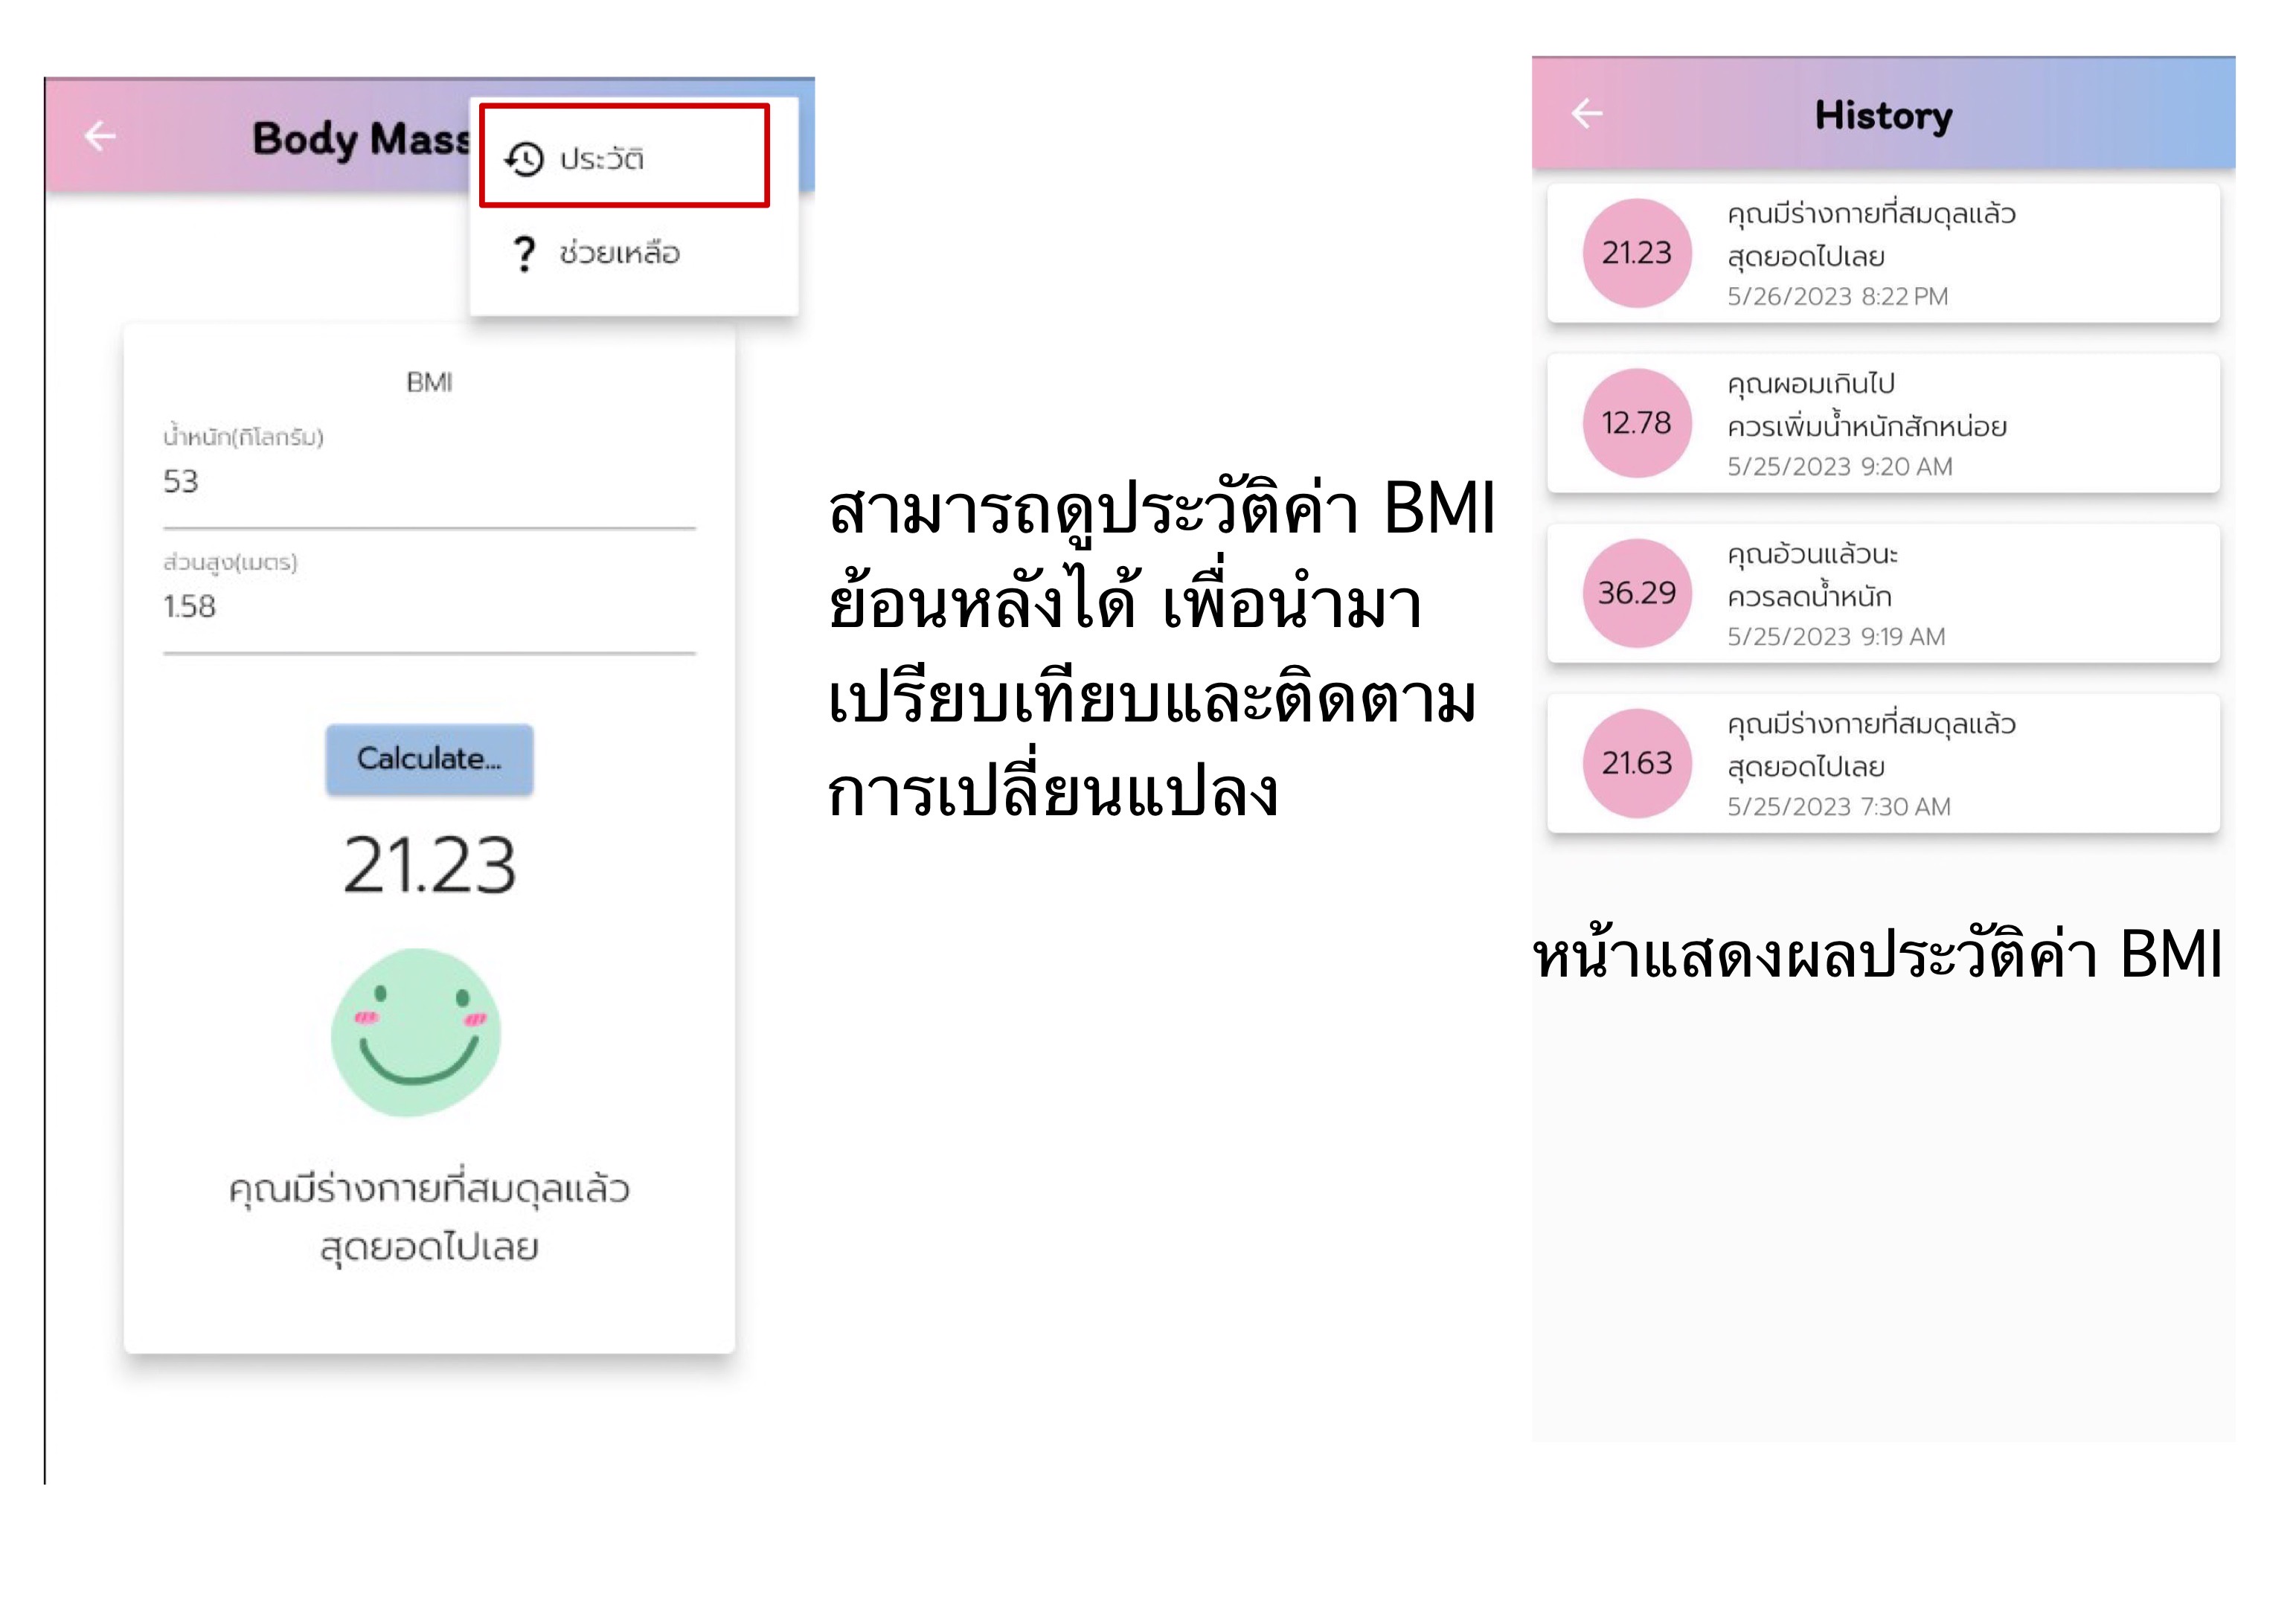 Body Mass
ประวัติ
? ช่วยเหลือ
BMI
น้ำหนัก(กิโลกรัม)
53
ส่วนสูง(เมตร)
1.58
Calculate...
21.23
คุณมีร่างกายที่สมดุลแล้ว
สุดยอดไปเลย
สามารถดูประวัติค่า BMI
ย้อนหลังได้ เพื่อนำมา
เปรียบเทียบและติดตาม
การเปลี่ยนแปลง
History
21.23
คุณมีร่างกายที่สมดุลแล้ว
สุดยอดไปเลย
5/26/2023 8:22 PM
12.78
คุณผอมเกินไป
ควรเพิ่มน้ำหนักสักหน่อย
5/25/2023 9:20 AM
36.29
คุณอ้วนแล้วนะ
ควรลดน้ำหนัก
5/25/2023 9:19 AM
21.63
คุณมีร่างกายที่สมดุลแล้ว
สุดยอดไปเลย
5/25/2023 7:30 AM
หน้าแสดงผลประวัติค่า BMI